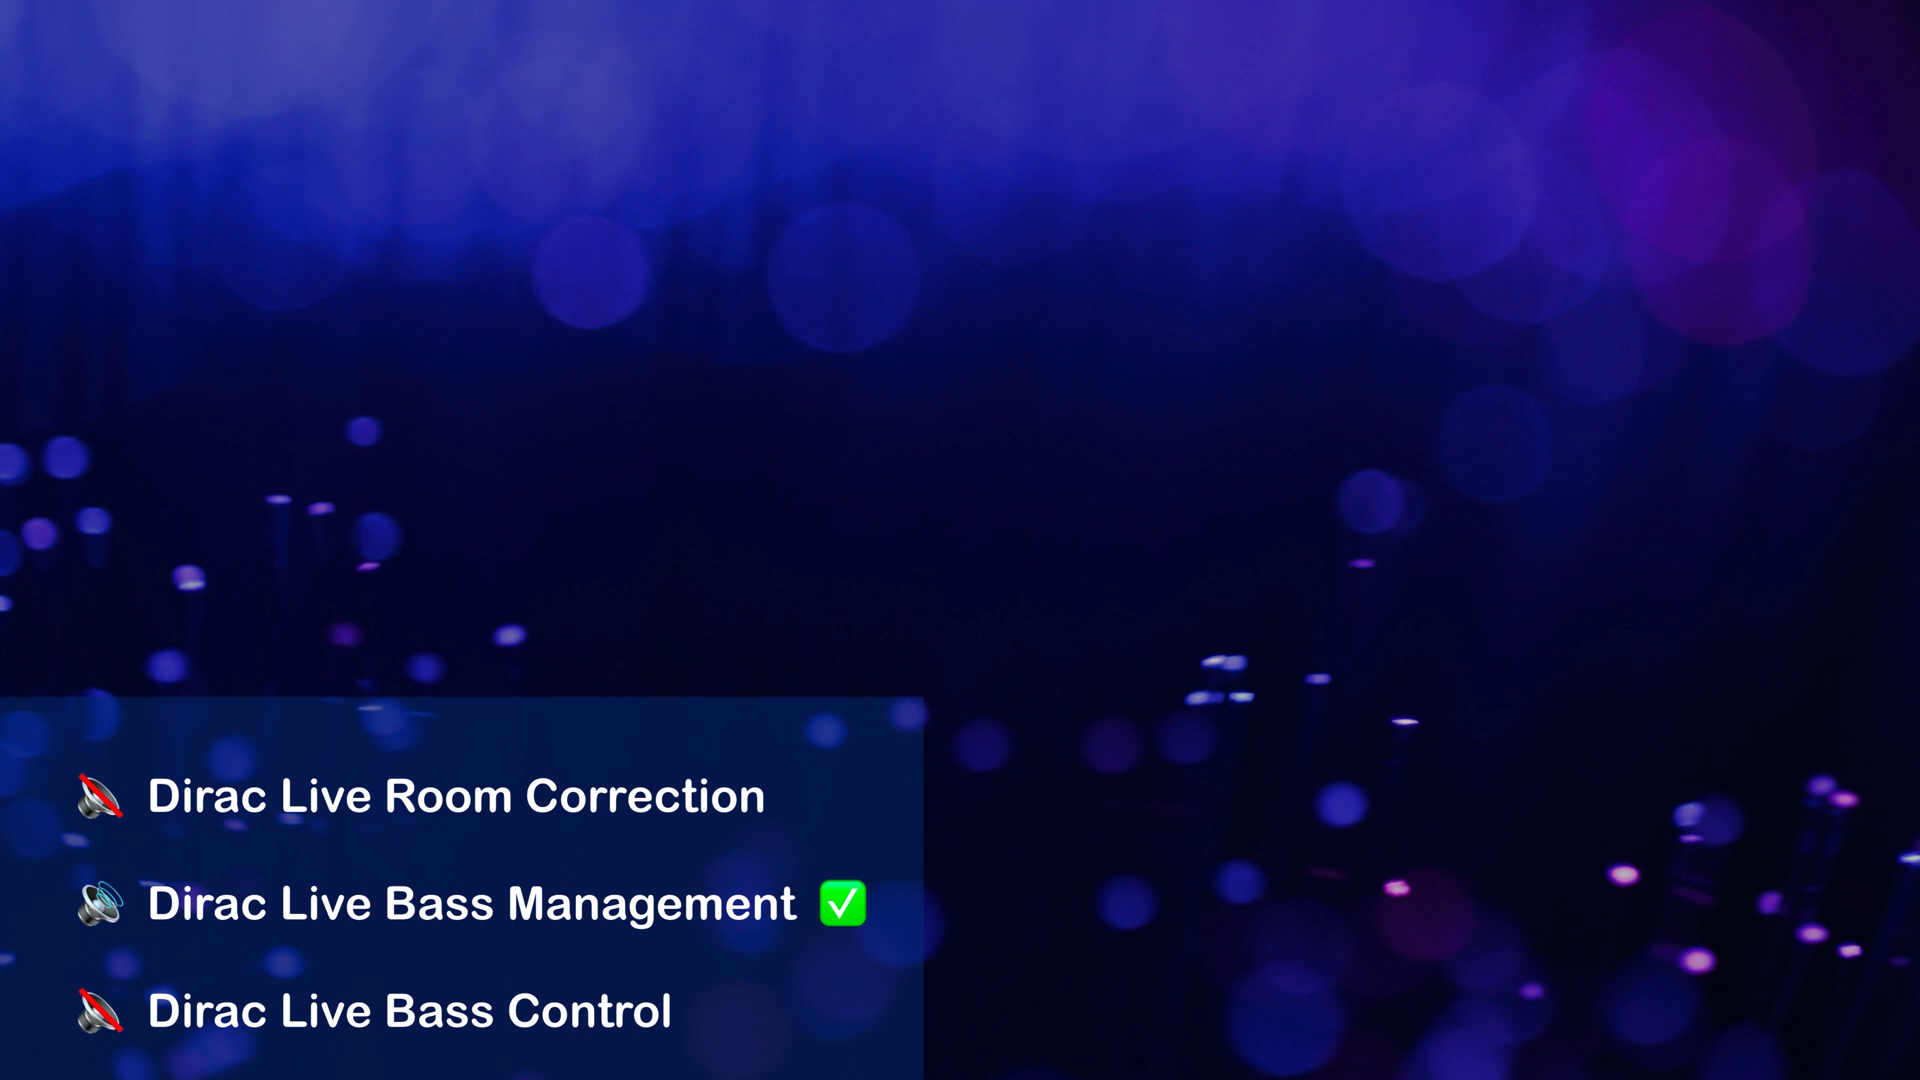 Dirac Live Room Correction
Dirac Live Bass Management
Dirac Live Bass Control